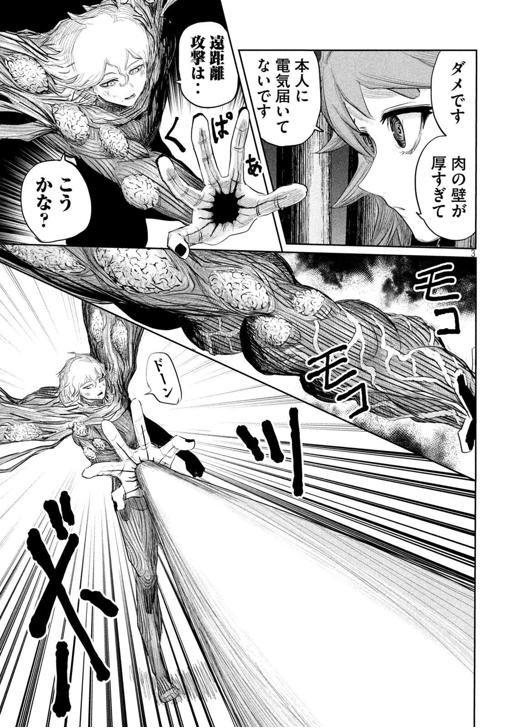 ダメです
肉の壁が
厚すぎて
本人に
電気届いて
ないです
遠距離
攻撃は‥
くぱぁ
こう
かな?
モコ
モコ
ドーン
ズッ